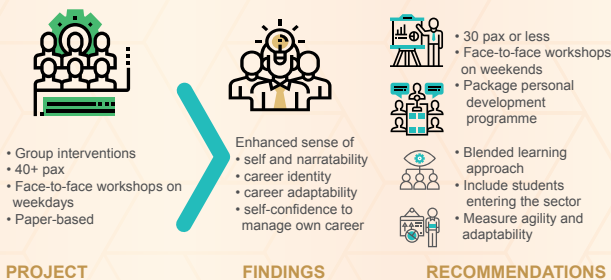 • Group interventions
• 40+ pax
• Face-to-face workshops on
weekdays
• Paper-based
PROJECT
Enhanced sense of
• self and narratability
• career identity
• career adaptability
• self-confidence to
manage own career
FINDINGS
• 30 pax or less
• Face-to-face workshops
on weekends
• Package personal
development
programme
• Blended learning
approach
• Include students
entering the sector
• Measure agility and
adaptability
RECOMMENDATIONS